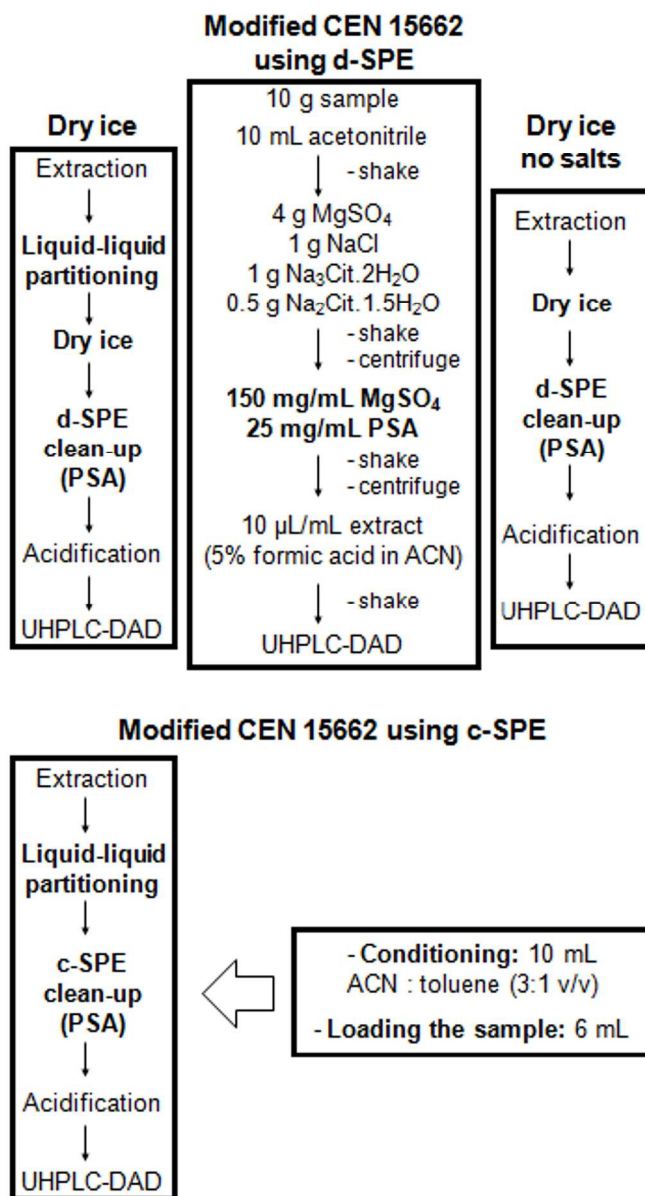 Modified CEN 15662
using d-SPE
Dry ice
Extraction
Liquid-liquid
partitioning
Dry ice
d-SPE
clean-up
(PSA)
Acidification
UHPLC-DAD
10 g sample
10 mL acetonitrile
- shake
4 g MgSO₄
1 g NaCl
1 g Na₃Cit.2H₂O
0.5 g Na₂Cit.1.5H₂O
- shake
- centrifuge
150 mg/mL MgSO₄
25 mg/mL PSA
- shake
- centrifuge
10 µL/mL extract
(5% formic acid in ACN)
- shake
UHPLC-DAD
Dry ice
no salts
Extraction
Dry ice
d-SPE
clean-up
(PSA)
Acidification
UHPLC-DAD
Modified CEN 15662 using c-SPE
Extraction
Liquid-liquid
partitioning
c-SPE
clean-up
(PSA)
Acidification
UHPLC-DAD
- Conditioning: 10 mL
ACN : toluene (3:1 v/v)
- Loading the sample: 6 mL